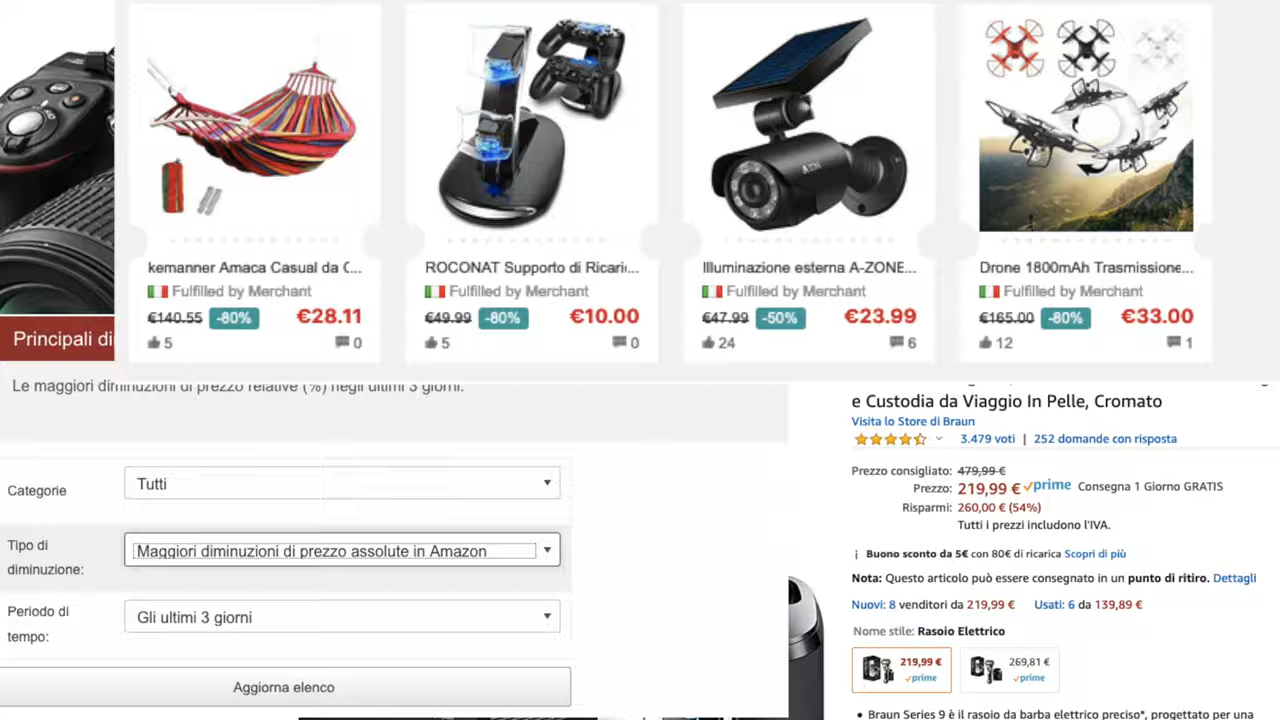 kemanner Amaca Casual da C...
Fulfilled by Merchant
€140.55 -80% €28.11
5 0
ROCONAT Supporto di Ricari...
Fulfilled by Merchant
€49.99 -80% €10.00
5 0
A-ZONE
Illuminazione esterna A-ZONE...
Fulfilled by Merchant
€47.99 -50% €23.99
24 6
Drone 1800mAh Trasmissione...
Fulfilled by Merchant
€165.00 -80% €33.00
12 1
Principali di
Le maggiori diminuzioni di prezzo relative (%) negli ultimi 3 giorni.
Categorie
Tutti
Tipo di
diminuzione:
Maggiori diminuzioni di prezzo assolute in Amazon
Periodo di
tempo:
Gli ultimi 3 giorni
Aggiorna elenco
e Custodia da Viaggio In Pelle, Cromato
Visita lo Store di Braun
3.479 voti | 252 domande con risposta
Prezzo consigliato: 479,99 €
Prezzo: 219,99 € prime Consegna 1 Giorno GRATIS
Risparmi: 260,00 € (54%)
Tutti i prezzi includono l'IVA.
Buono sconto da 5€ con 80€ di ricarica Scopri di più
Nota: Questo articolo può essere consegnato in un punto di ritiro. Dettagli
Nuovi: 8 venditori da 219,99 € Usati: 6 da 139,89 €
Nome stile: Rasoio Elettrico
219,99 € 269,81 €
prime prime
• Braun Series 9 è il rasoio da barba elettrico preciso*, progettato per una